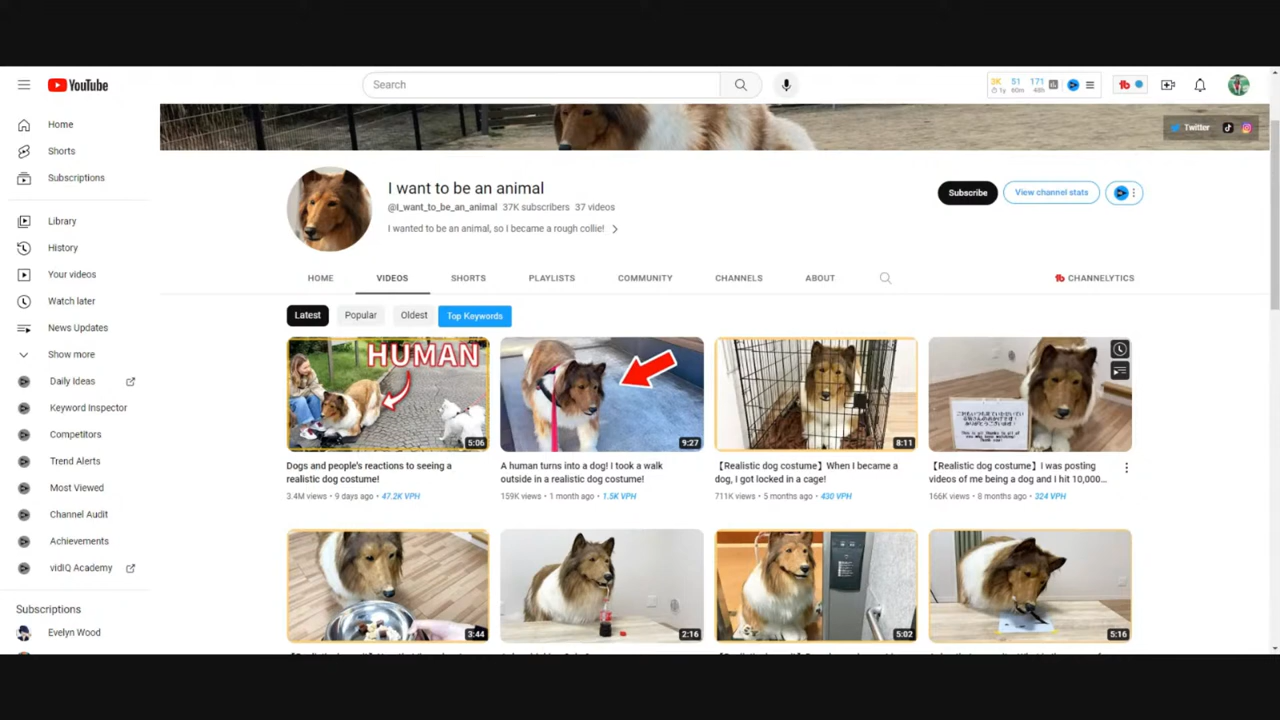 YouTube
Search
3K 51 171
1y 60m 48h
Home
Shorts
Subscriptions
Library
History
Your videos
Watch later
News Updates
Show more
Daily Ideas
Keyword Inspector
Competitors
Trend Alerts
Most Viewed
Channel Audit
Achievements
vidIQ Academy
Subscriptions
Evelyn Wood
Twitter
I want to be an animal
@I_want_to_be_an_animal 37K subscribers 37 videos
I wanted to be an animal, so I became a rough collie!
Subscribe
View channel stats
HOME VIDEOS SHORTS PLAYLISTS COMMUNITY CHANNELS ABOUT
CHANNELYTICS
Latest Popular Oldest Top Keywords
HUMAN
5:06
Dogs and people's reactions to seeing a
realistic dog costume!
3.4M views • 9 days ago • 47.2K VPH
9:27
A human turns into a dog! I took a walk
outside in a realistic dog costume!
159K views • 1 month ago • 1.5K VPH
8:11
【Realistic dog costume】When I became a
dog, I got locked in a cage!
711K views • 5 months ago • 430 VPH
5:16
【Realistic dog costume】I was posting
videos of me being a dog and I hit 10,000...
166K views • 8 months ago • 324 VPH
3:44
2:16
5:02
5:16